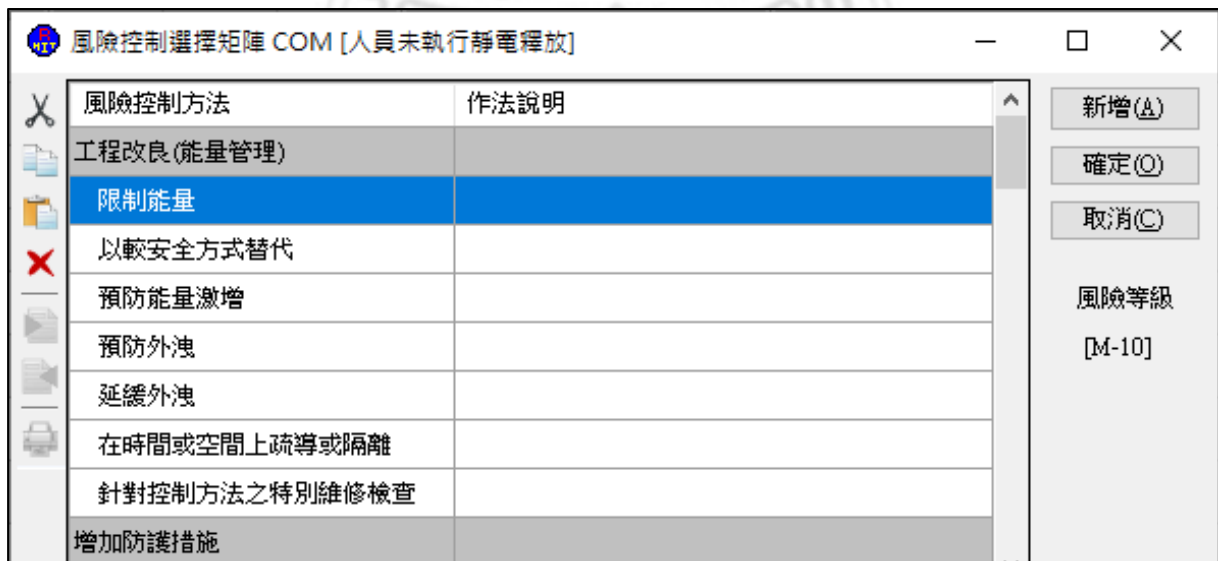 風險控制選擇矩陣 COM [人員未執行靜電釋放]
風險控制方法 作法說明
新增(A)
工程改良(能量管理)
確定(O)
限制能量
取消(C)
以較安全方式替代
預防能量激增
風險等級
預防外洩
[M-10]
延緩外洩
在時間或空間上疏導或隔離
針對控制方法之特別維修檢查
增加防護措施